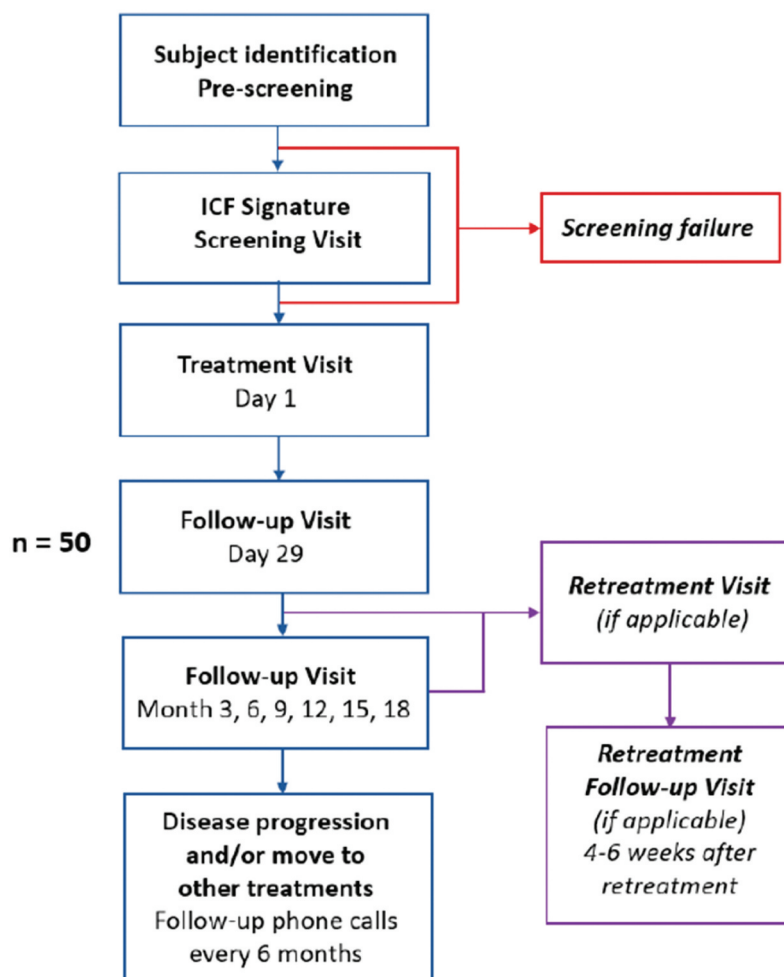 Subject identification
Pre-screening
ICF Signature
Screening Visit
Screening failure
Treatment Visit
Day 1
n = 50
Follow-up Visit
Day 29
Retreatment Visit
(if applicable)
Follow-up Visit
Month 3, 6, 9, 12, 15, 18
Retreatment
Follow-up Visit
(if applicable)
4-6 weeks after
retreatment
Disease progression
and/or move to
other treatments
Follow-up phone calls
every 6 months